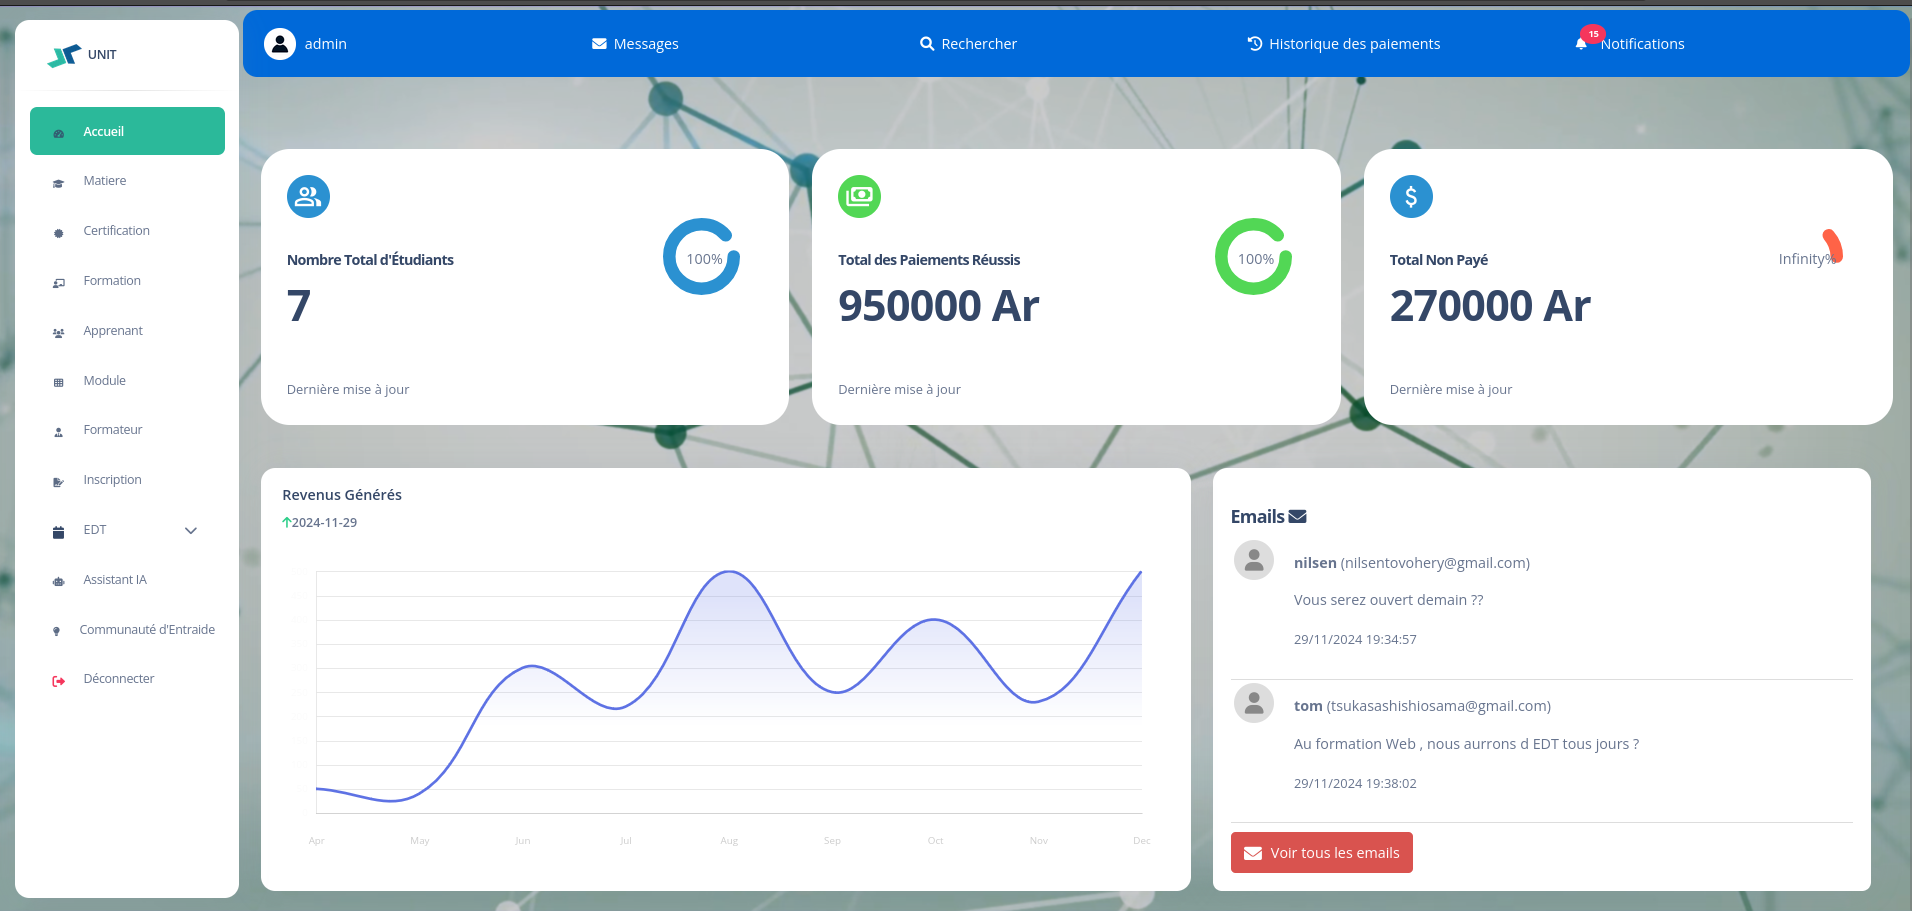 UNIT
Accueil
Matiere
Certification
Formation
Apprenant
Module
Formateur
Inscription
EDT
Assistant IA
Communauté d'Entraide
Déconnecter
admin
Messages
Rechercher
Historique des paiements
15
Notifications
Nombre Total d'Étudiants
7
100%
Dernière mise à jour
Total des Paiements Réussis
950000 Ar
100%
Dernière mise à jour
Total Non Payé
270000 Ar
Infinity%
Dernière mise à jour
Revenus Générés
2024-11-29
Apr May Jun Jul Aug Sep Oct Nov Dec
Emails
nilsen (nilsentovohery@gmail.com)
Vous serez ouvert demain ??
29/11/2024 19:34:57
tom (tsukasashishiosama@gmail.com)
Au formation Web , nous aurrons d EDT tous jours ?
29/11/2024 19:38:02
Voir tous les emails